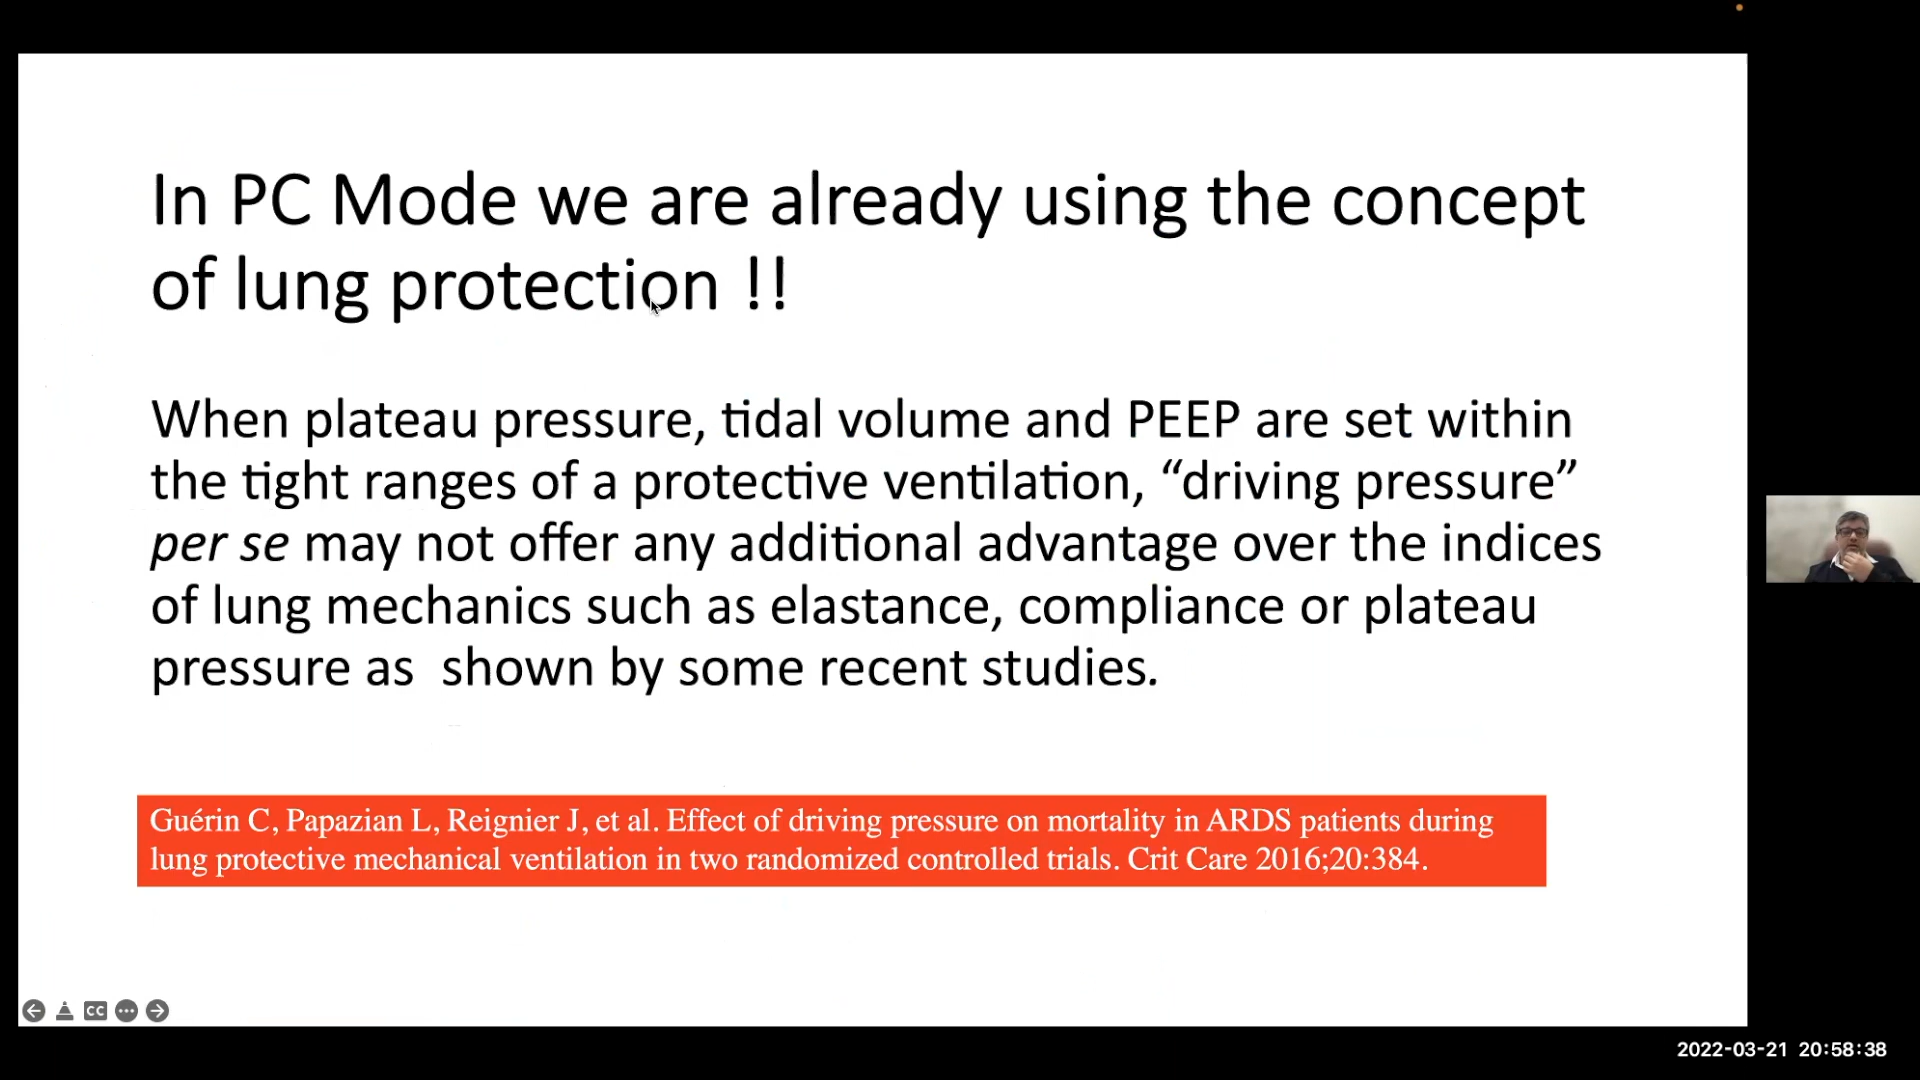 In PC Mode we are already using the concept
of lung protection !!
When plateau pressure, tidal volume and PEEP are set within
the tight ranges of a protective ventilation, “driving pressure”
per se may not offer any additional advantage over the indices
of lung mechanics such as elastance, compliance or plateau
pressure as  shown by some recent studies.
Guérin C, Papazian L, Reignier J, et al. Effect of driving pressure on mortality in ARDS patients during
lung protective mechanical ventilation in two randomized controlled trials. Crit Care 2016;20:384.
CC
2022-03-21 20:58:38